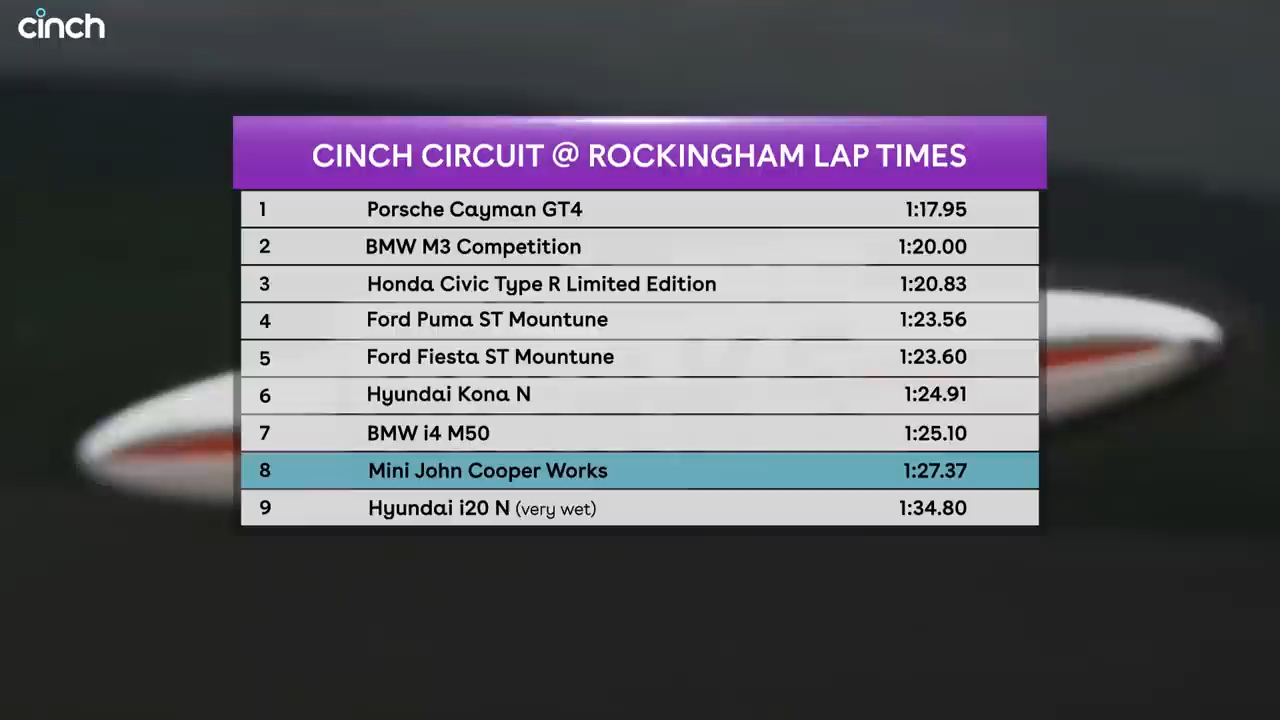 cinch
CINCH CIRCUIT @ ROCKINGHAM LAP TIMES
1 Porsche Cayman GT4 1:17.95
2 BMW M3 Competition 1:20.00
3 Honda Civic Type R Limited Edition 1:20.83
4 Ford Puma ST Mountune 1:23.56
5 Ford Fiesta ST Mountune 1:23.60
6 Hyundai Kona N 1:24.91
7 BMW i4 M50 1:25.10
8 Mini John Cooper Works 1:27.37
9 Hyundai i20 N (very wet) 1:34.80